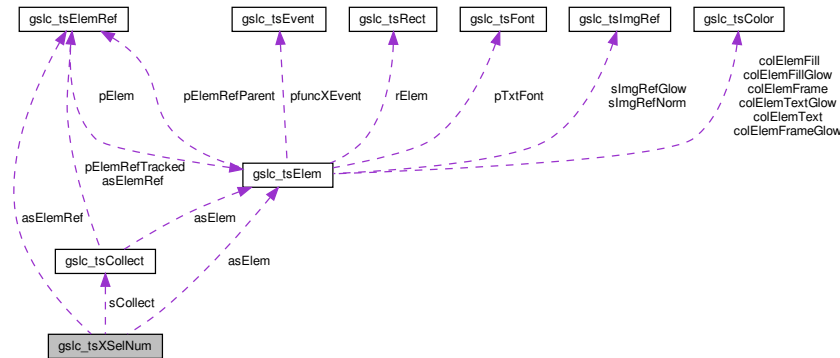 gslc_tsElemRef
gslc_tsEvent
gslc_tsRect
gslc_tsFont
gslc_tsImgRef
gslc_tsColor
pElem
pElemRefParent
pfuncXEvent
rElem
pTxtFont
sImgRefGlow
sImgRefNorm
colElemFill
colElemFillGlow
colElemFrame
colElemTextGlow
colElemText
colElemFrameGlow
pElemRefTracked
asElemRef
gslc_tsElem
asElemRef
asElem
gslc_tsCollect
asElem
sCollect
gslc_tsXSelNum